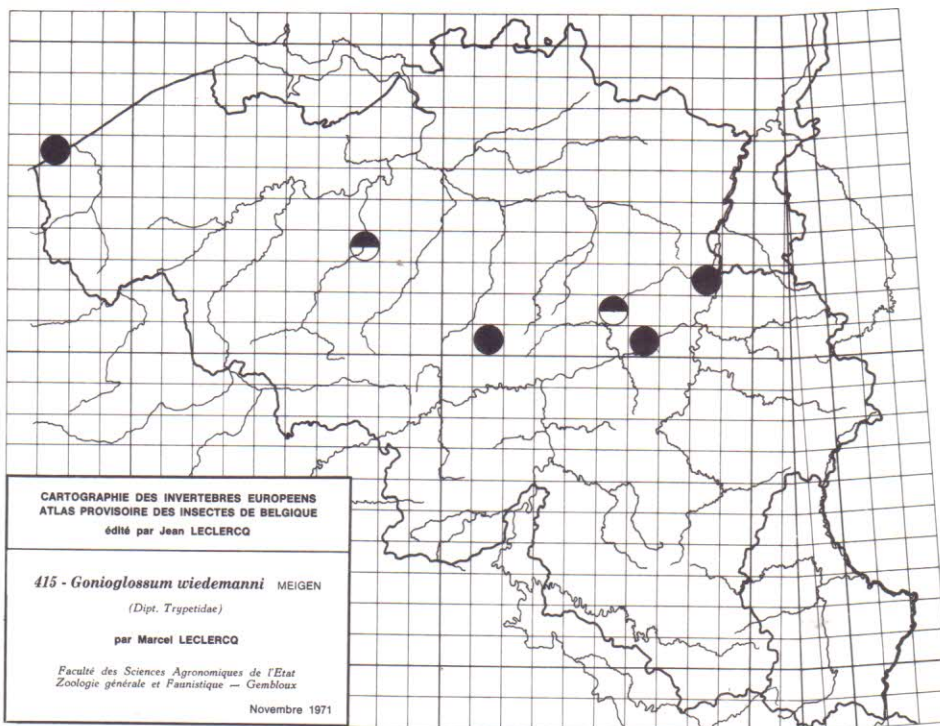 CARTOGRAPHIE DES INVERTEBRES EUROPEENS
ATLAS PROVISOIRE DES INSECTES DE BELGIQUE
édité par Jean LECLERCQ
415 - Gonioglossum wiedemanni MEIGEN
(Dipt. Trypetidae)
par Marcel LECLERCQ
Faculté des Sciences Agronomiques de l'Etat
Zoologie générale et Faunistique — Gembloux
Novembre 1971